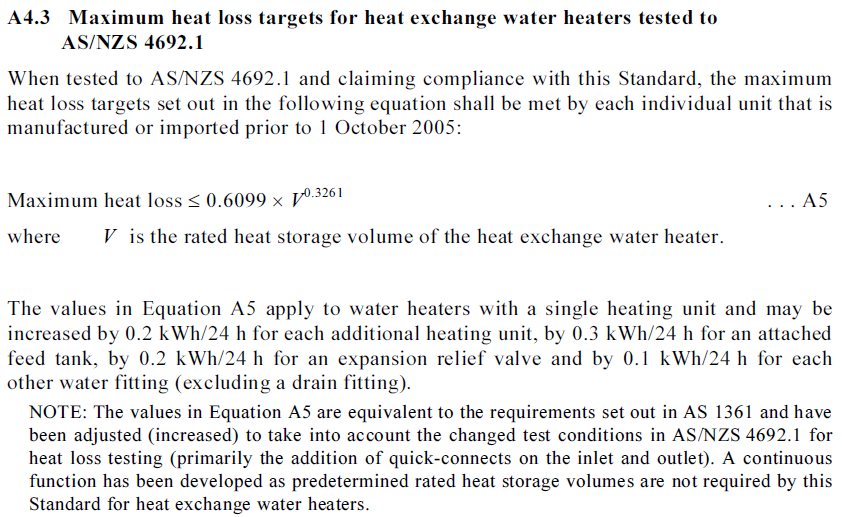 A4.3 Maximum heat loss targets for heat exchange water heaters tested to
AS/NZS 4692.1
When tested to AS/NZS 4692.1 and claiming compliance with this Standard, the maximum
heat loss targets set out in the following equation shall be met by each individual unit that is
manufactured or imported prior to 1 October 2005:
Maximum heat loss ≤ 0.6099 × V^0.3261 ... A5
where V is the rated heat storage volume of the heat exchange water heater.
The values in Equation A5 apply to water heaters with a single heating unit and may be
increased by 0.2 kWh/24 h for each additional heating unit, by 0.3 kWh/24 h for an attached
feed tank, by 0.2 kWh/24 h for an expansion relief valve and by 0.1 kWh/24 h for each
other water fitting (excluding a drain fitting).
NOTE: The values in Equation A5 are equivalent to the requirements set out in AS 1361 and have
been adjusted (increased) to take into account the changed test conditions in AS/NZS 4692.1 for
heat loss testing (primarily the addition of quick-connects on the inlet and outlet). A continuous
function has been developed as predetermined rated heat storage volumes are not required by this
Standard for heat exchange water heaters.